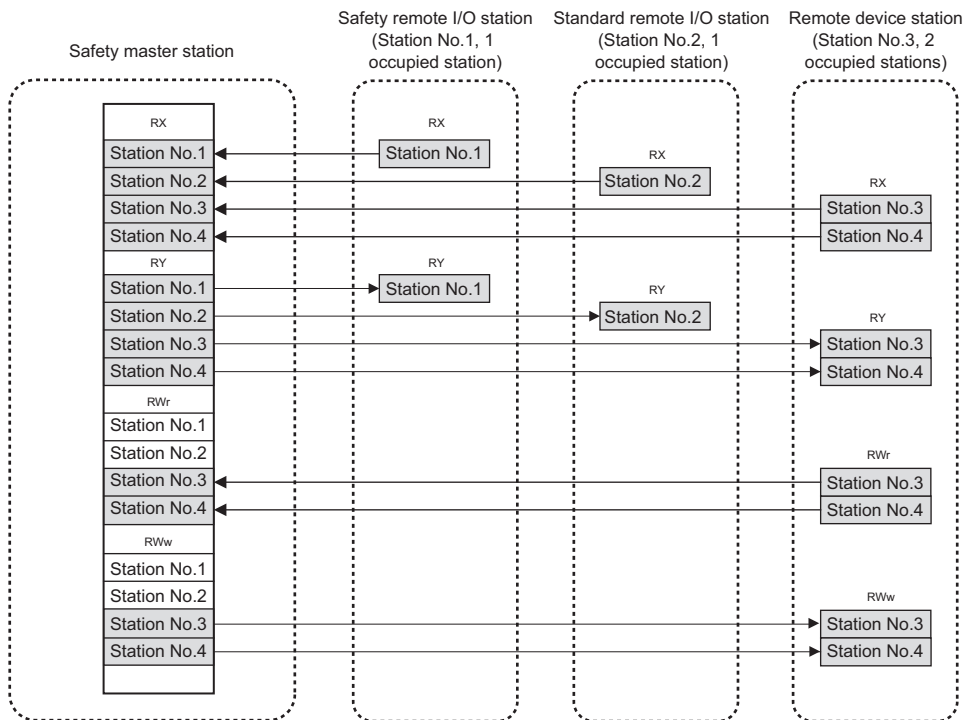 Safety master station
Safety remote I/O station
(Station No.1, 1
occupied station)
Standard remote I/O station
(Station No.2, 1
occupied station)
Remote device station
(Station No.3, 2
occupied stations)
RX
Station No.1
Station No.2
Station No.3
Station No.4
RY
Station No.1
Station No.2
Station No.3
Station No.4
RWr
Station No.1
Station No.2
Station No.3
Station No.4
RWw
Station No.1
Station No.2
Station No.3
Station No.4
RX
Station No.1
RY
Station No.1
RX
Station No.2
RY
Station No.2
RX
Station No.3
Station No.4
RY
Station No.3
Station No.4
RWr
Station No.3
Station No.4
RWw
Station No.3
Station No.4